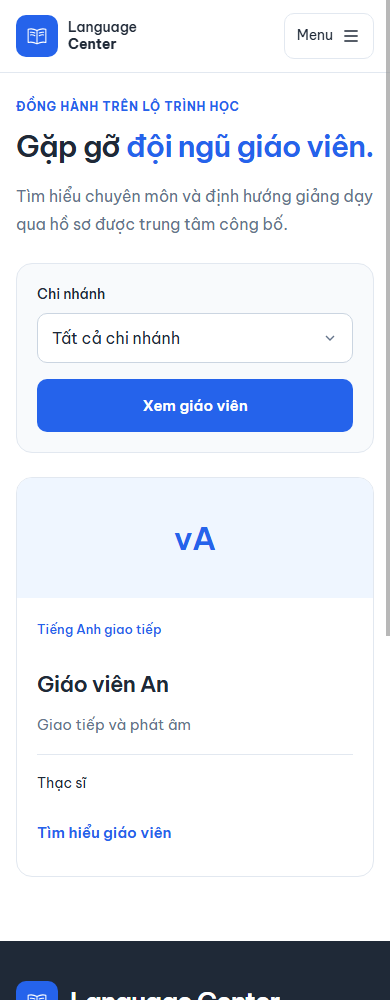 Language
Center
Menu
ĐỒNG HÀNH TRÊN LỘ TRÌNH HỌC
Gặp gỡ đội ngũ giáo viên.
Tìm hiểu chuyên môn và định hướng giảng dạy
qua hồ sơ được trung tâm công bố.
Chi nhánh
Tất cả chi nhánh
Xem giáo viên
vA
Tiếng Anh giao tiếp
Giáo viên An
Giao tiếp và phát âm
Thạc sĩ
Tìm hiểu giáo viên
Language Center